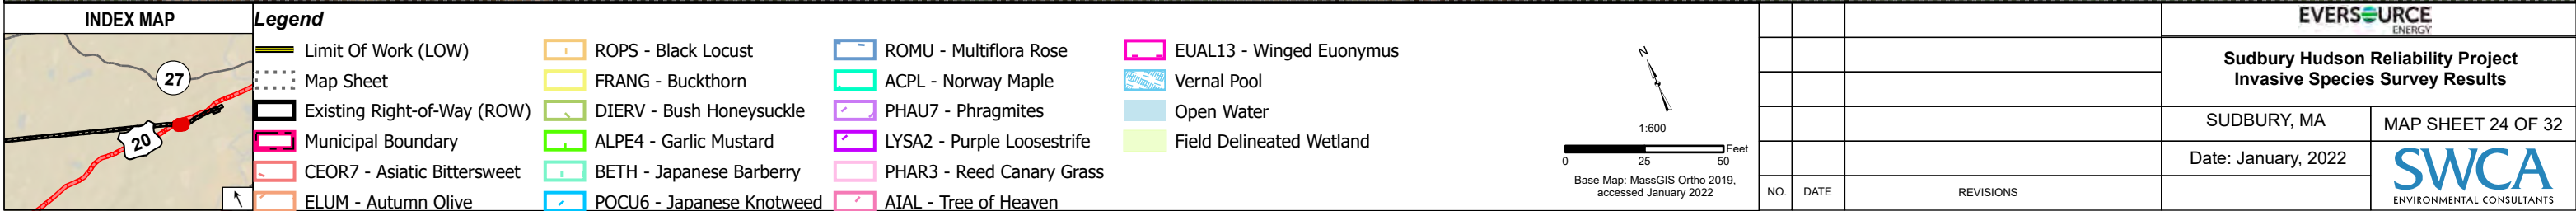 INDEX MAP
27
20
Legend
Limit Of Work (LOW)
Map Sheet
Existing Right-of-Way (ROW)
Municipal Boundary
CEOR7 - Asiatic Bittersweet
ELUM - Autumn Olive
ROPS - Black Locust
FRANG - Buckthorn
DIERV - Bush Honeysuckle
ALPE4 - Garlic Mustard
BETH - Japanese Barberry
POCU6 - Japanese Knotweed
ROMU - Multiflora Rose
ACPL - Norway Maple
PHAU7 - Phragmites
LYSA2 - Purple Loosestrife
PHAR3 - Reed Canary Grass
AIAL - Tree of Heaven
EUAL13 - Winged Euonymus
Vernal Pool
Open Water
Field Delineated Wetland
N
1:600
Feet
0 25 50
Base Map: MassGIS Ortho 2019,
accessed January 2022
NO. DATE REVISIONS
EVERSOURCE
ENERGY
Sudbury Hudson Reliability Project
Invasive Species Survey Results
SUDBURY, MA
MAP SHEET 24 OF 32
Date: January, 2022
SWCA
ENVIRONMENTAL CONSULTANTS